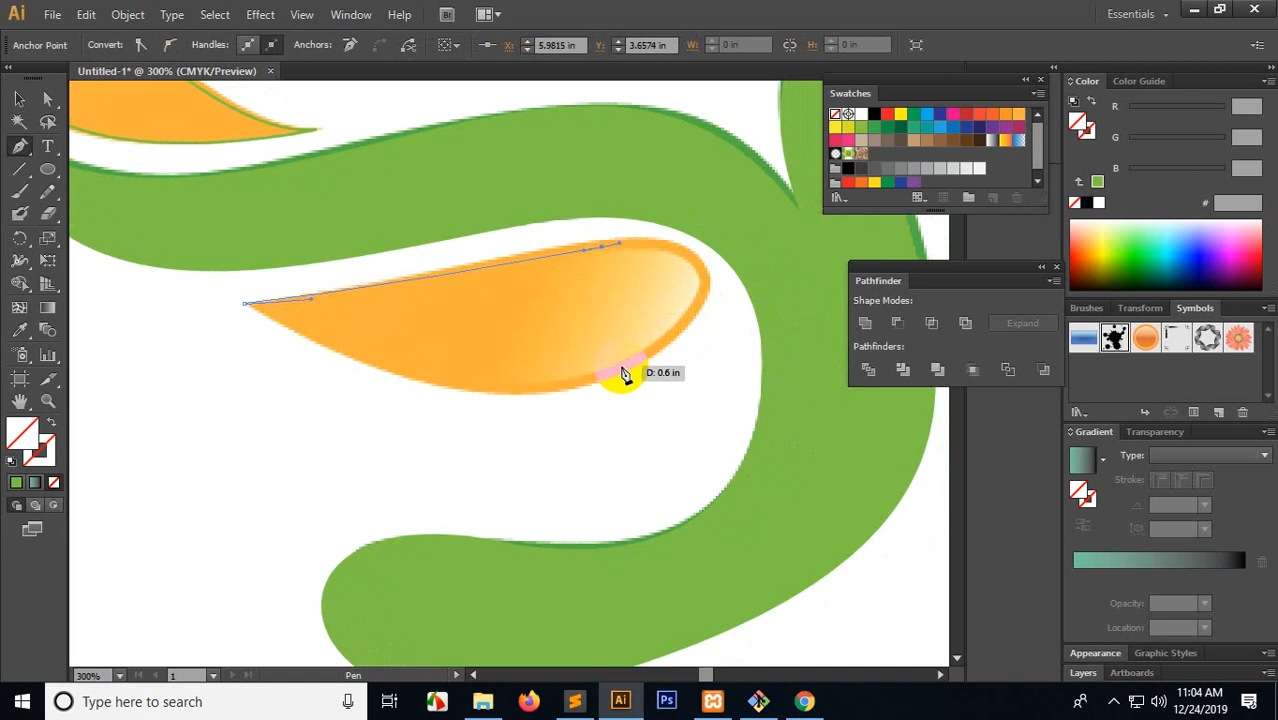 Ai File Edit Object Type Select Effect View Window Help Br Essentials
Anchor Point Convert: Handles: Anchors: X: 5.9815 in Y: 3.6574 in W: 0 in H: 0 in
Untitled-1* @ 300% (CMYK/Preview)
Swatches
Color Color Guide
R
G
B
#
Pathfinder
Shape Modes:
Expand
Pathfinders:
Brushes Transform Symbols
D: 0.6 in
Gradient Transparency
Type:
Stroke:
Opacity:
Location:
Appearance Graphic Styles
Layers Artboards
300% 1 Pen
Type here to search
Ai Ps
11:04 AM
12/24/2019